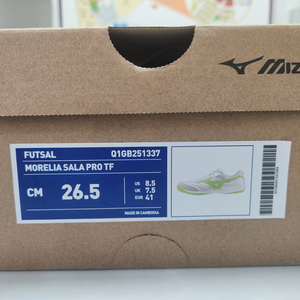 MIZ
FUTSAL Q1GB251337
MORELIA SALA PRO TF
CM 26.5
US 8.5
UK 7.5
EUR 41
MADE IN CAMBODIA